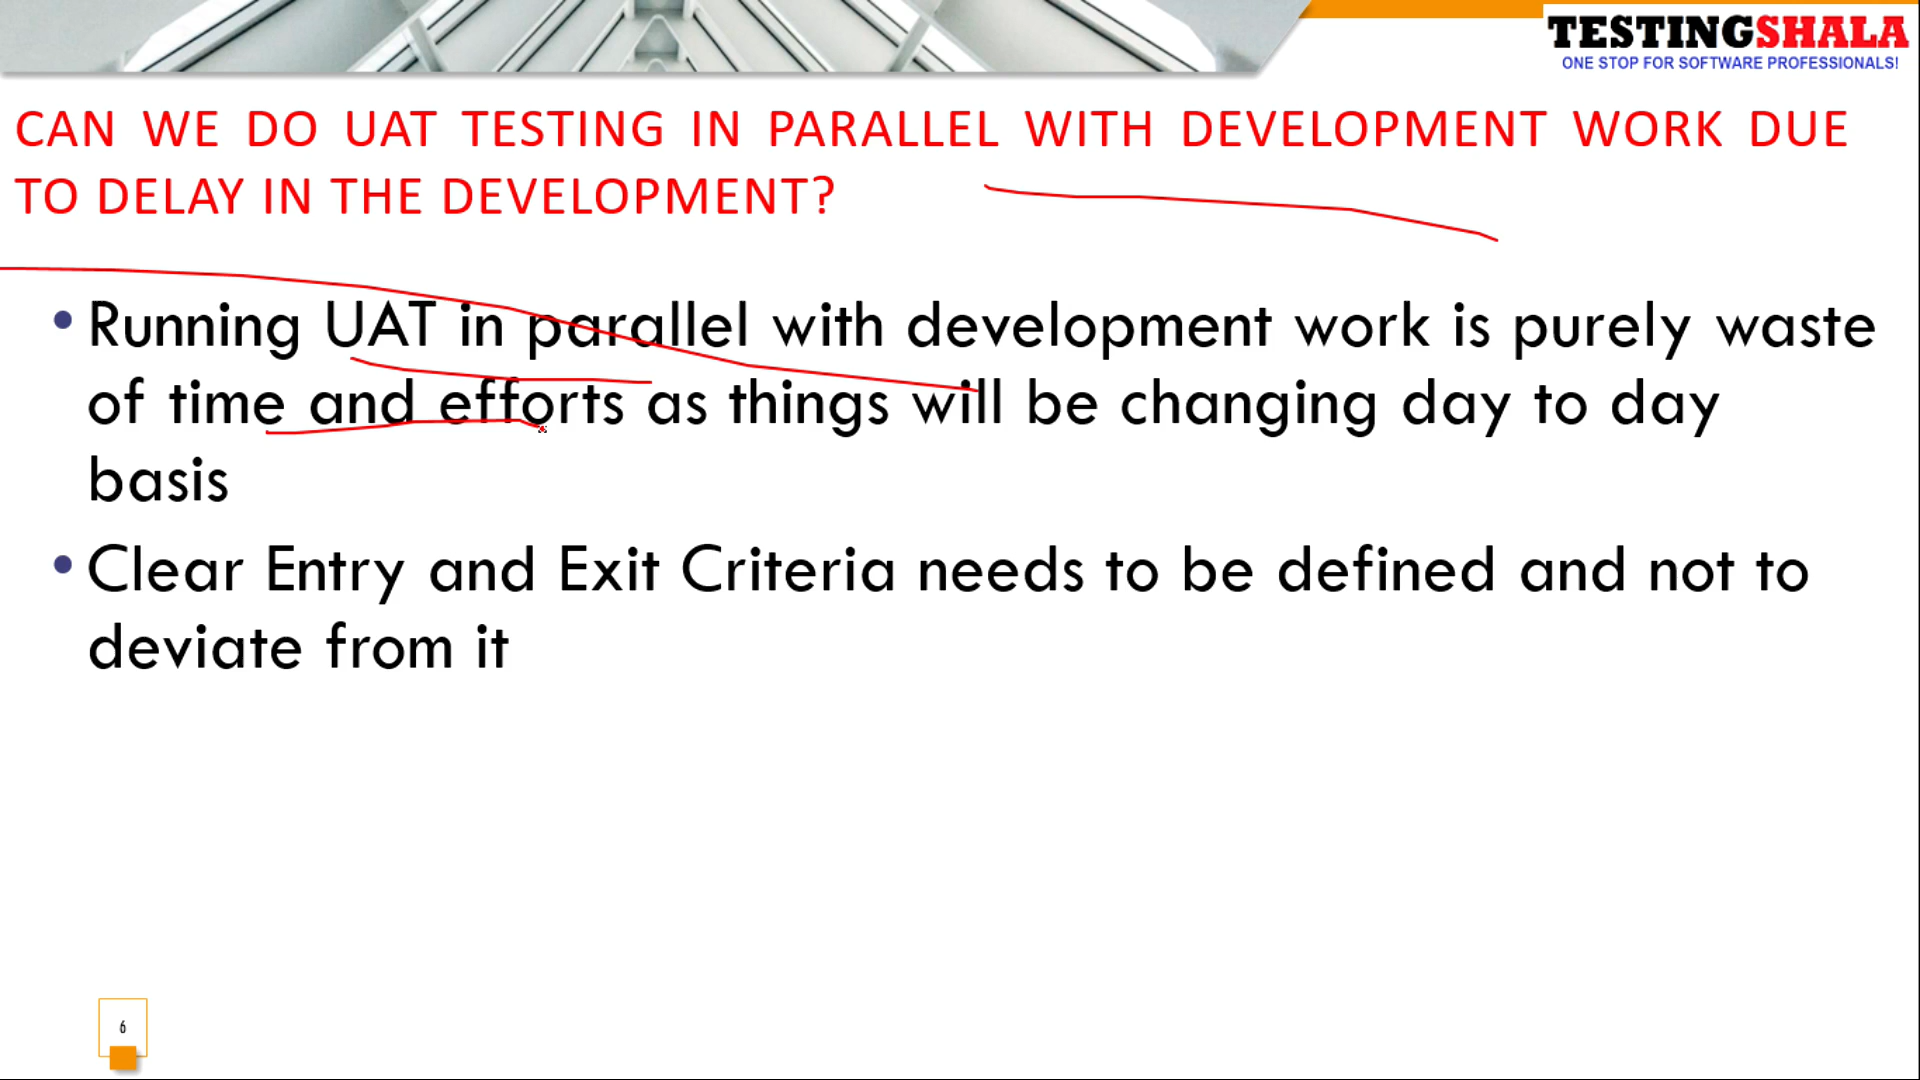 TESTINGSHALA
ONE STOP FOR SOFTWARE PROFESSIONALS!
CAN WE DO UAT TESTING IN PARALLEL WITH DEVELOPMENT WORK DUE
TO DELAY IN THE DEVELOPMENT?
• Running UAT in parallel with development work is purely waste
of time and efforts as things will be changing day to day
basis
• Clear Entry and Exit Criteria needs to be defined and not to
deviate from it
6